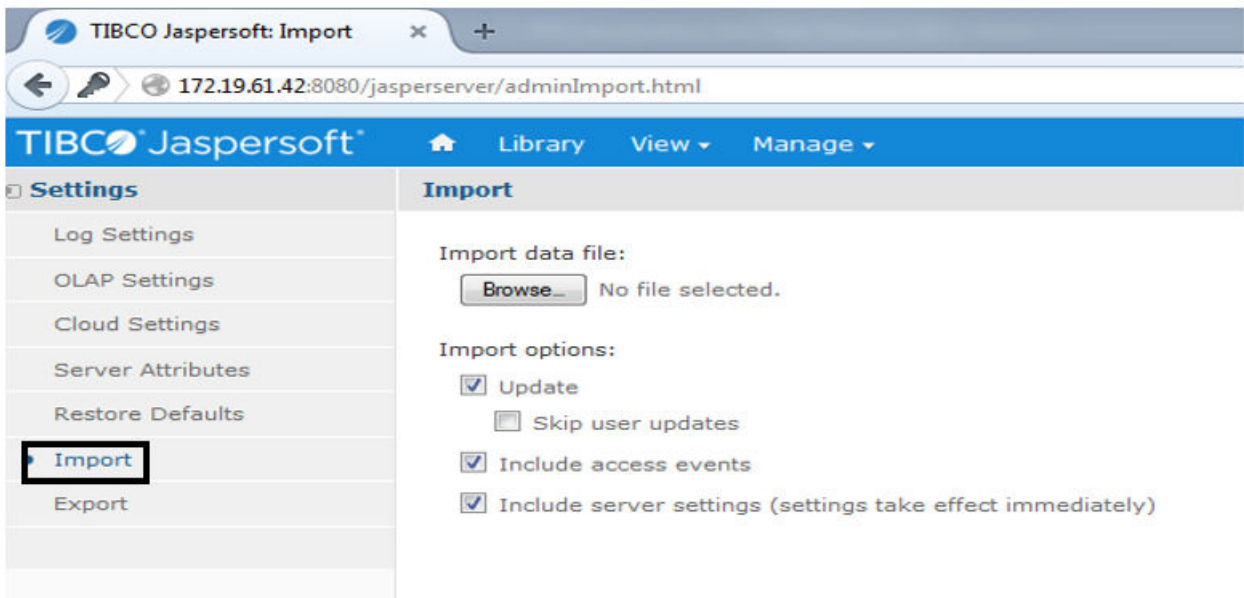 TIBCO Jaspersoft: Import
172.19.61.42:8080/jasperserver/adminImport.html
TIBCO Jaspersoft Library View Manage
Settings
Log Settings
OLAP Settings
Cloud Settings
Server Attributes
Restore Defaults
Import
Export
Import
Import data file:
Browse... No file selected.
Import options:
Update
Skip user updates
Include access events
Include server settings (settings take effect immediately)